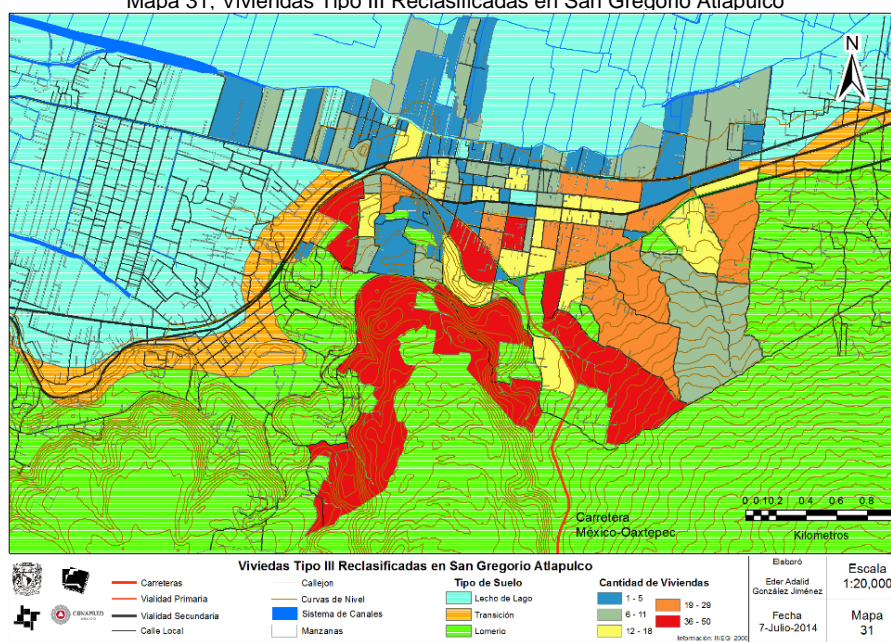 Mapa 31, Viviendas Tipo III Reclasificadas en San Gregorio Atlapulco
N
0 0.1 0.2 0.4 0.6 0.8
Kilometros
Carretera
México-Oaxtepec
Viviedas Tipo III Reclasificadas en San Gregorio Atlapulco
Carreteras
Vialidad Primaria
Vialidad Secundaria
Calle Local
Callejon
Curvas de Nivel
Sistema de Canales
Manzanas
Tipo de Suelo
Lecho de Lago
Transición
Lomerio
Cantidad de Viviendas
1 - 5
6 - 11
12 - 18
19 - 29
36 - 50
Información: INEGI 2000
Elaboró
Eder Adalid
González Jiménez
Fecha
7-Julio-2014
Escala
1:20,000
Mapa
31